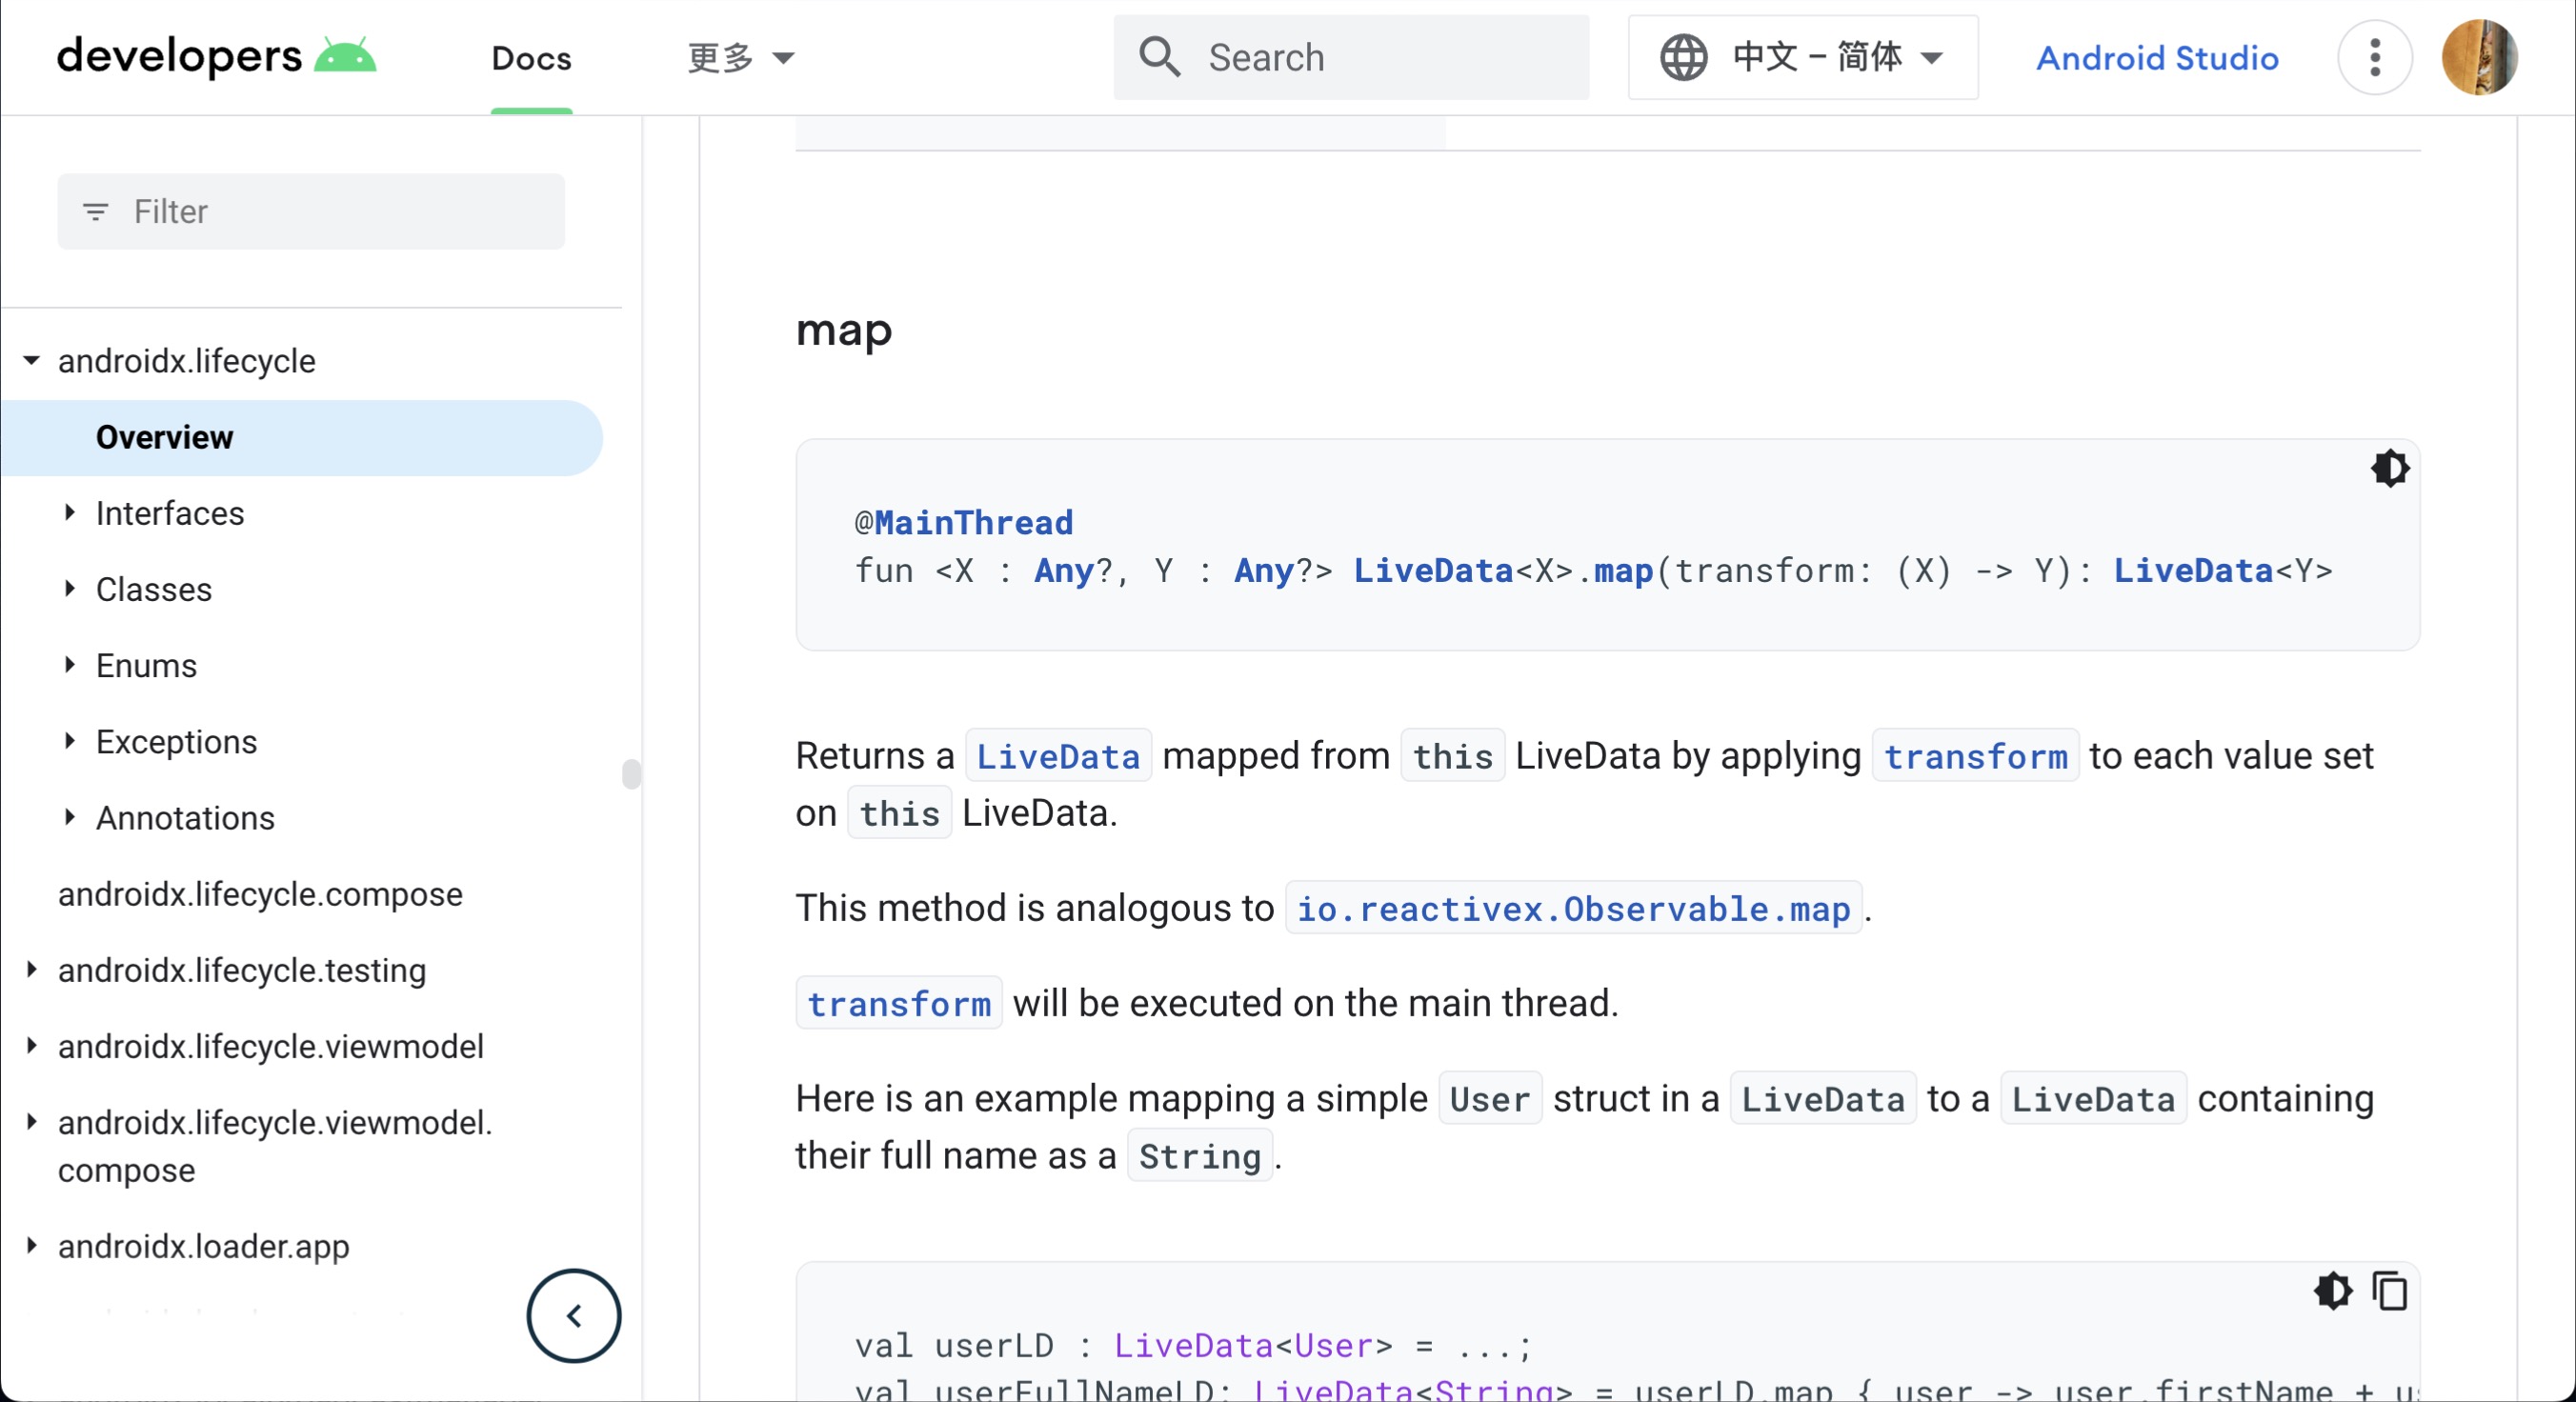 developers
Docs
更多
Search
中文 – 简体
Android Studio
Filter
androidx.lifecycle
Overview
Interfaces
Classes
Enums
Exceptions
Annotations
androidx.lifecycle.compose
androidx.lifecycle.testing
androidx.lifecycle.viewmodel
androidx.lifecycle.viewmodel.
compose
androidx.loader.app
map
@MainThread
fun <X : Any?, Y : Any?> LiveData<X>.map(transform: (X) -> Y): LiveData<Y>
Returns a LiveData mapped from this LiveData by applying transform to each value set
on this LiveData.
This method is analogous to io.reactivex.Observable.map.
transform will be executed on the main thread.
Here is an example mapping a simple User struct in a LiveData to a LiveData containing
their full name as a String.
val userLD : LiveData<User> = ...;
val userFullNameLD: LiveData<String> = userLD.map { user -> user.firstName +